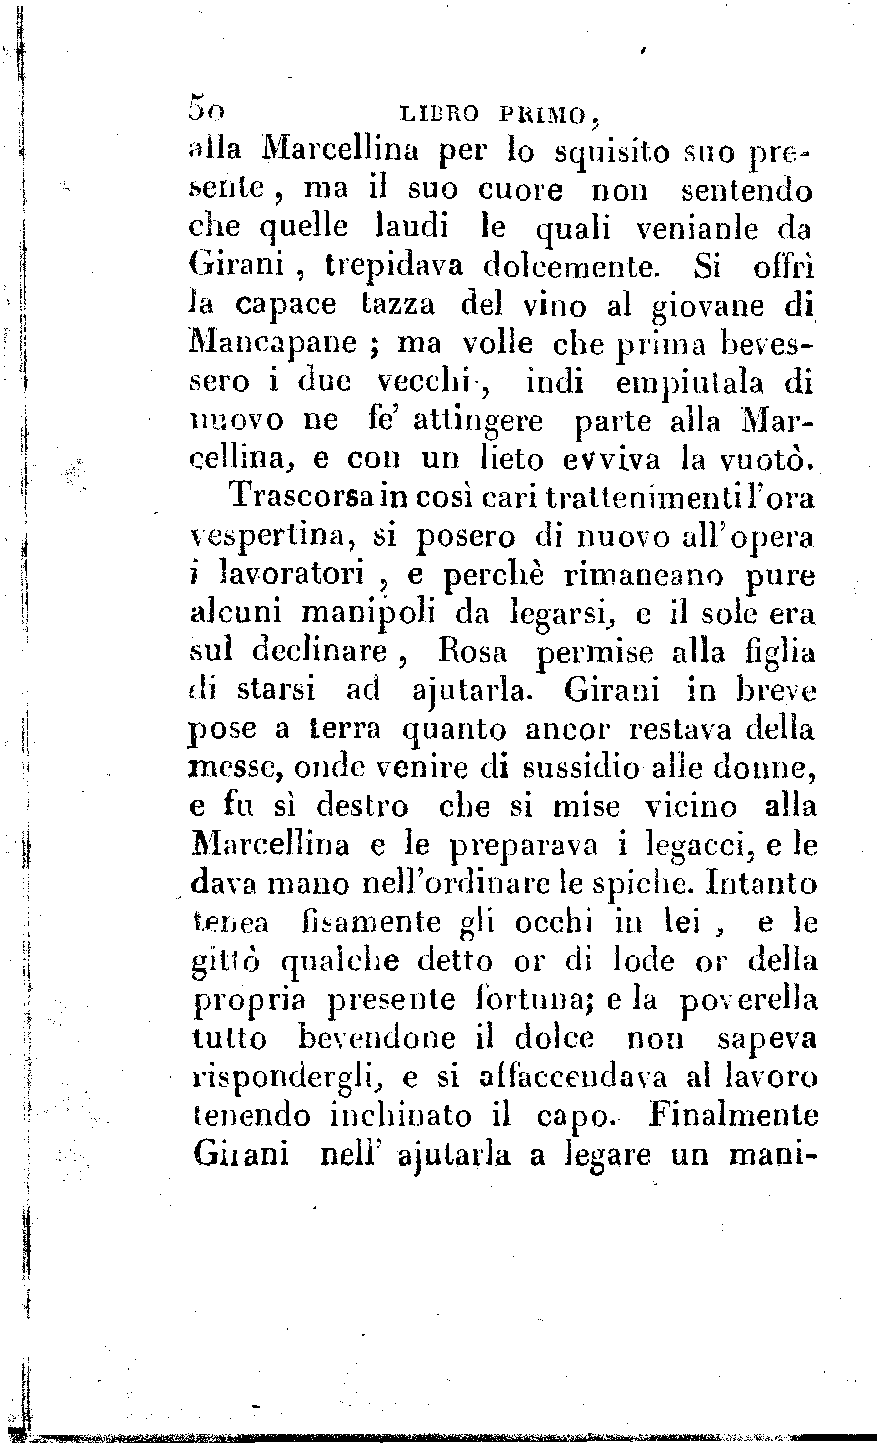 50 LIBRO PRIMO,
alla Marcellina per lo squisito suo pre-
sente , ma il suo cuore non sentendo
che quelle laudi le quali venianle da
Girani , trepidava dolcemente. Si offrì
la capace tazza del vino al giovane di
Mancapane ; ma volle che prima beves-
sero i due vecchi , indi empiutala di
nuovo ne fe' attingere parte alla Mar-
cellina, e con un lieto evviva la vuotò.
Trascorsa in così cari trattenimenti l'ora
vespertina, si posero di nuovo all'opera
i lavoratori , e perchè rimaneano pure
alcuni manipoli da legarsi, e il sole era
sul declinare , Rosa permise alla figlia
di starsi ad ajutarla. Girani in breve
pose a terra quanto ancor restava della
messe, onde venire di sussidio alle donne,
e fu sì destro che si mise vicino alla
Marcellina e le preparava i legacci, e le
dava mano nell'ordinare le spiche. Intanto
tenea fisamente gli occhi in lei , e le
gittò qualche detto or di lode or della
propria presente fortuna; e la poverella
tutto bevendone il dolce non sapeva
rispondergli, e si affaccendava al lavoro
tenendo inchinato il capo. Finalmente
Girani nell' ajutarla a legare un mani-